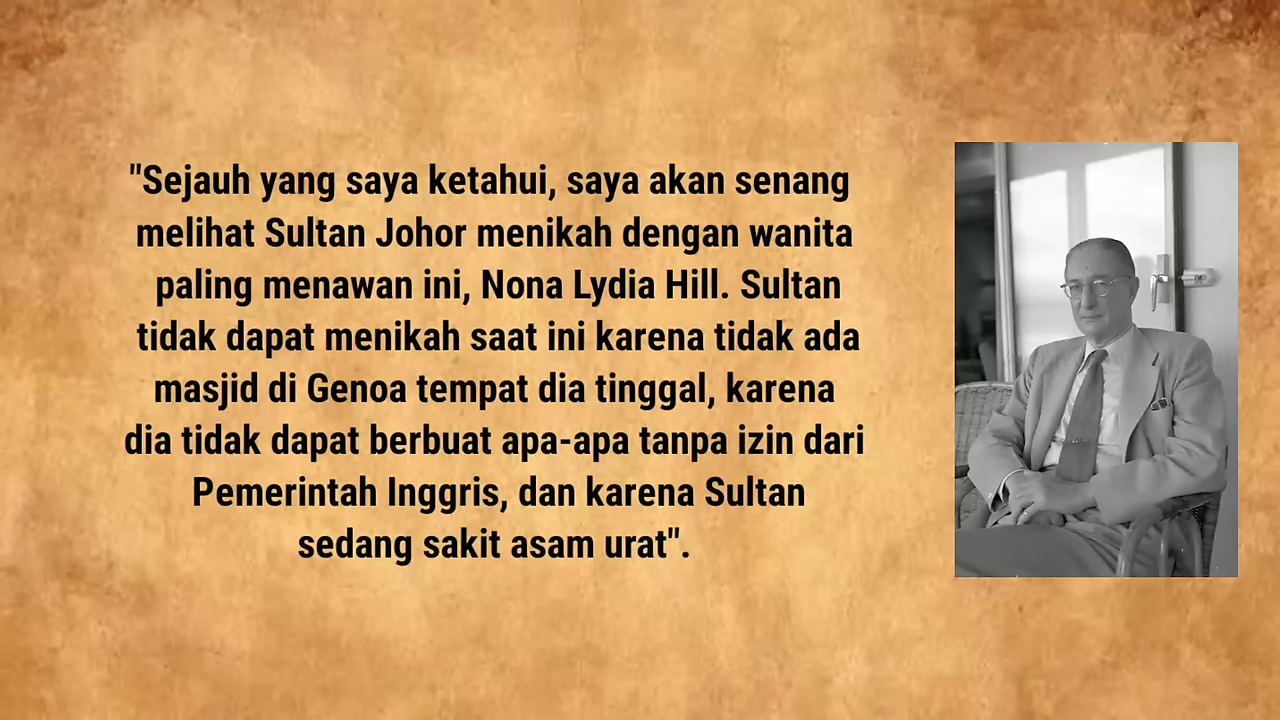 "Sejauh yang saya ketahui, saya akan senang
melihat Sultan Johor menikah dengan wanita
paling menawan ini, Nona Lydia Hill. Sultan
tidak dapat menikah saat ini karena tidak ada
masjid di Genoa tempat dia tinggal, karena
dia tidak dapat berbuat apa-apa tanpa izin dari
Pemerintah Inggris, dan karena Sultan
sedang sakit asam urat".